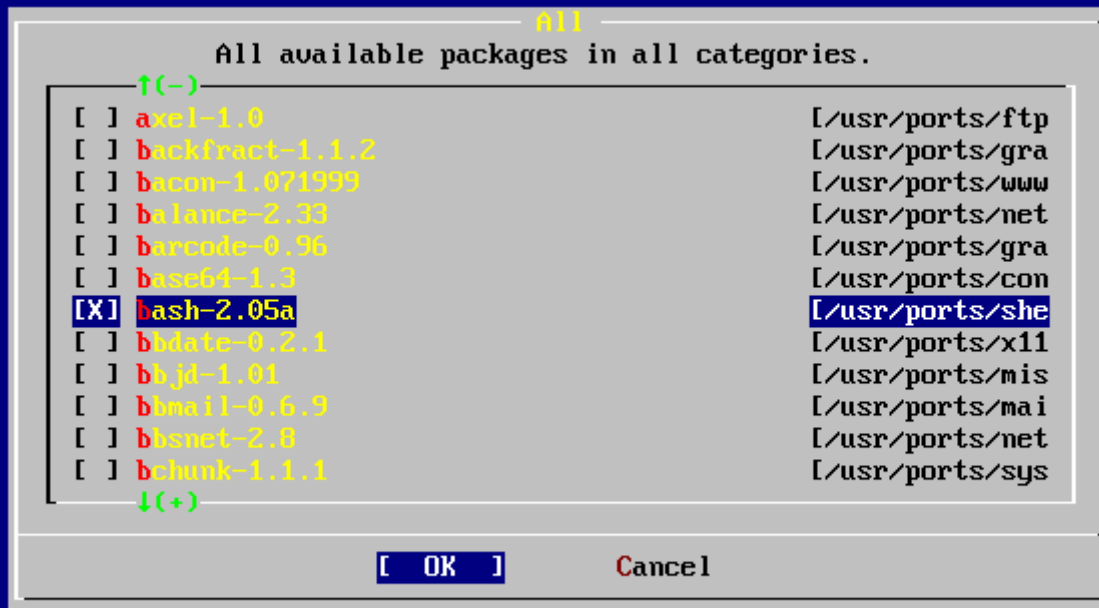 All
All available packages in all categories.
↑(-)
[ ] axel-1.0 [/usr/ports/ftp
[ ] backfract-1.1.2 [/usr/ports/gra
[ ] bacon-1.071999 [/usr/ports/www
[ ] balance-2.33 [/usr/ports/net
[ ] barcode-0.96 [/usr/ports/gra
[ ] base64-1.3 [/usr/ports/con
[X] bash-2.05a [/usr/ports/she
[ ] bbdate-0.2.1 [/usr/ports/x11
[ ] bbjd-1.01 [/usr/ports/mis
[ ] bbmail-0.6.9 [/usr/ports/mai
[ ] bbsnet-2.8 [/usr/ports/net
[ ] bchunk-1.1.1 [/usr/ports/sys
↓(+)
[ OK ] Cancel